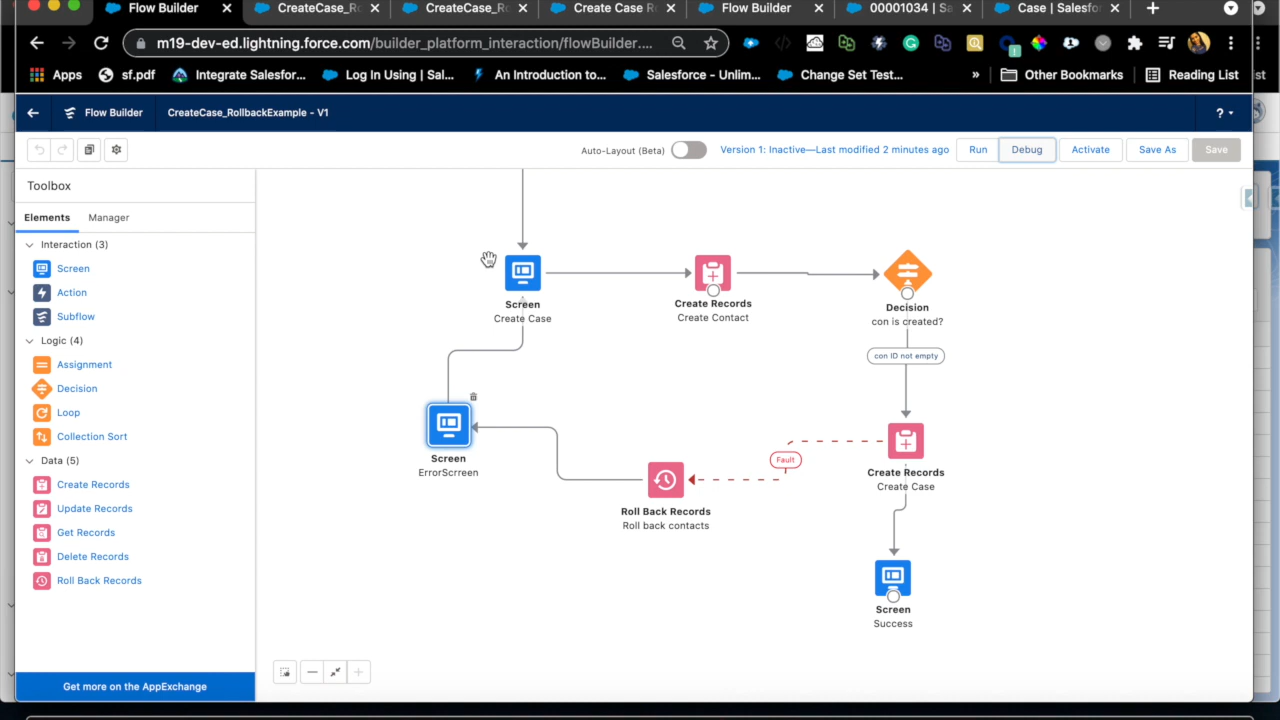 Flow Builder
CreateCase_Ro
CreateCase_Ro
Create Case R
Flow Builder
00001034 | Sa
Case | Salesfor
m19-dev-ed.lightning.force.com/builder_platform_interaction/flowBuilder....
Apps
sf.pdf
Integrate Salesfor...
Log In Using | Sal...
An Introduction to...
Salesforce - Unlim...
Change Set Test...
»
Other Bookmarks
Reading List
st
Flow Builder
CreateCase_RollbackExample - V1
?
Auto-Layout (Beta)
Version 1: Inactive—Last modified 2 minutes ago
Run
Debug
Activate
Save As
Save
Toolbox
Elements
Manager
Interaction (3)
Screen
Action
Subflow
Logic (4)
Assignment
Decision
Loop
Collection Sort
Data (5)
Create Records
Update Records
Get Records
Delete Records
Roll Back Records
Get more on the AppExchange
Screen
Create Case
Create Records
Create Contact
Decision
con is created?
con ID not empty
Screen
ErrorScrreen
Fault
Create Records
Create Case
Roll Back Records
Roll back contacts
Screen
Success